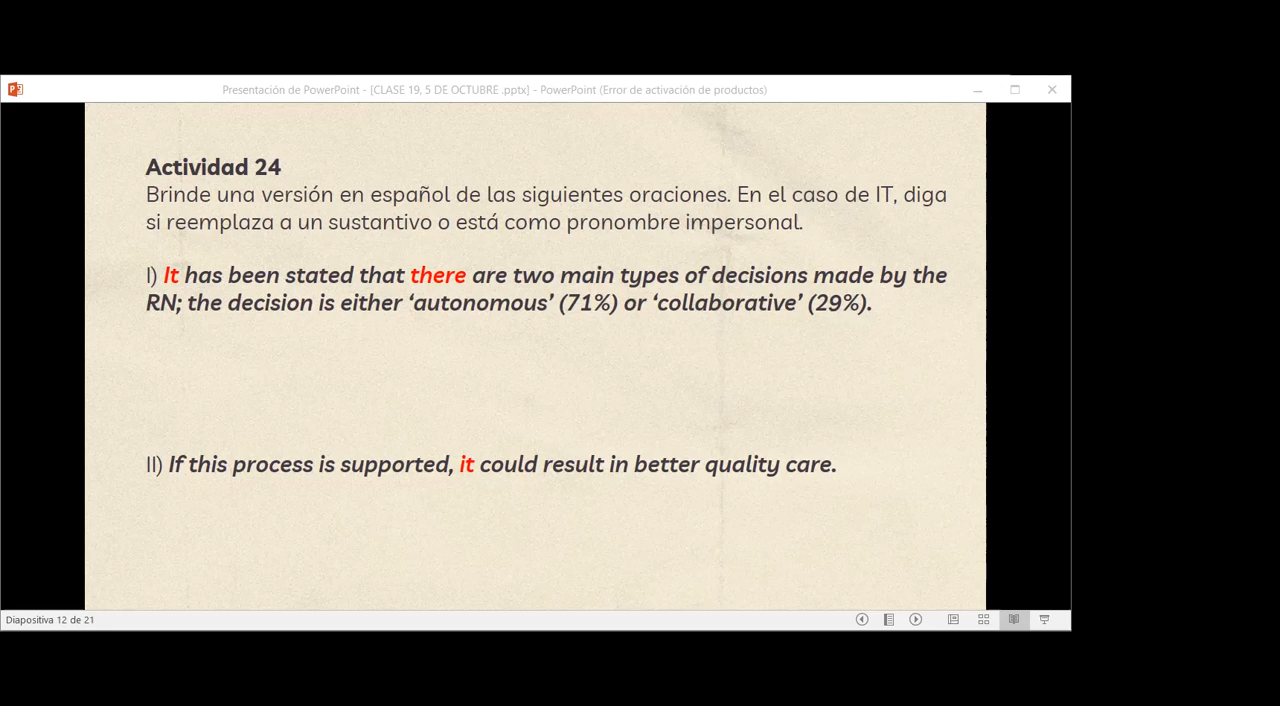 Presentación de PowerPoint - [CLASE 19, 5 DE OCTUBRE .pptx] - PowerPoint (Error de activación de productos)
Actividad 24
Brinde una versión en español de las siguientes oraciones. En el caso de IT, diga
si reemplaza a un sustantivo o está como pronombre impersonal.
I) It has been stated that there are two main types of decisions made by the
RN; the decision is either ‘autonomous’ (71%) or ‘collaborative’ (29%).
II) If this process is supported, it could result in better quality care.
Diapositiva 12 de 21